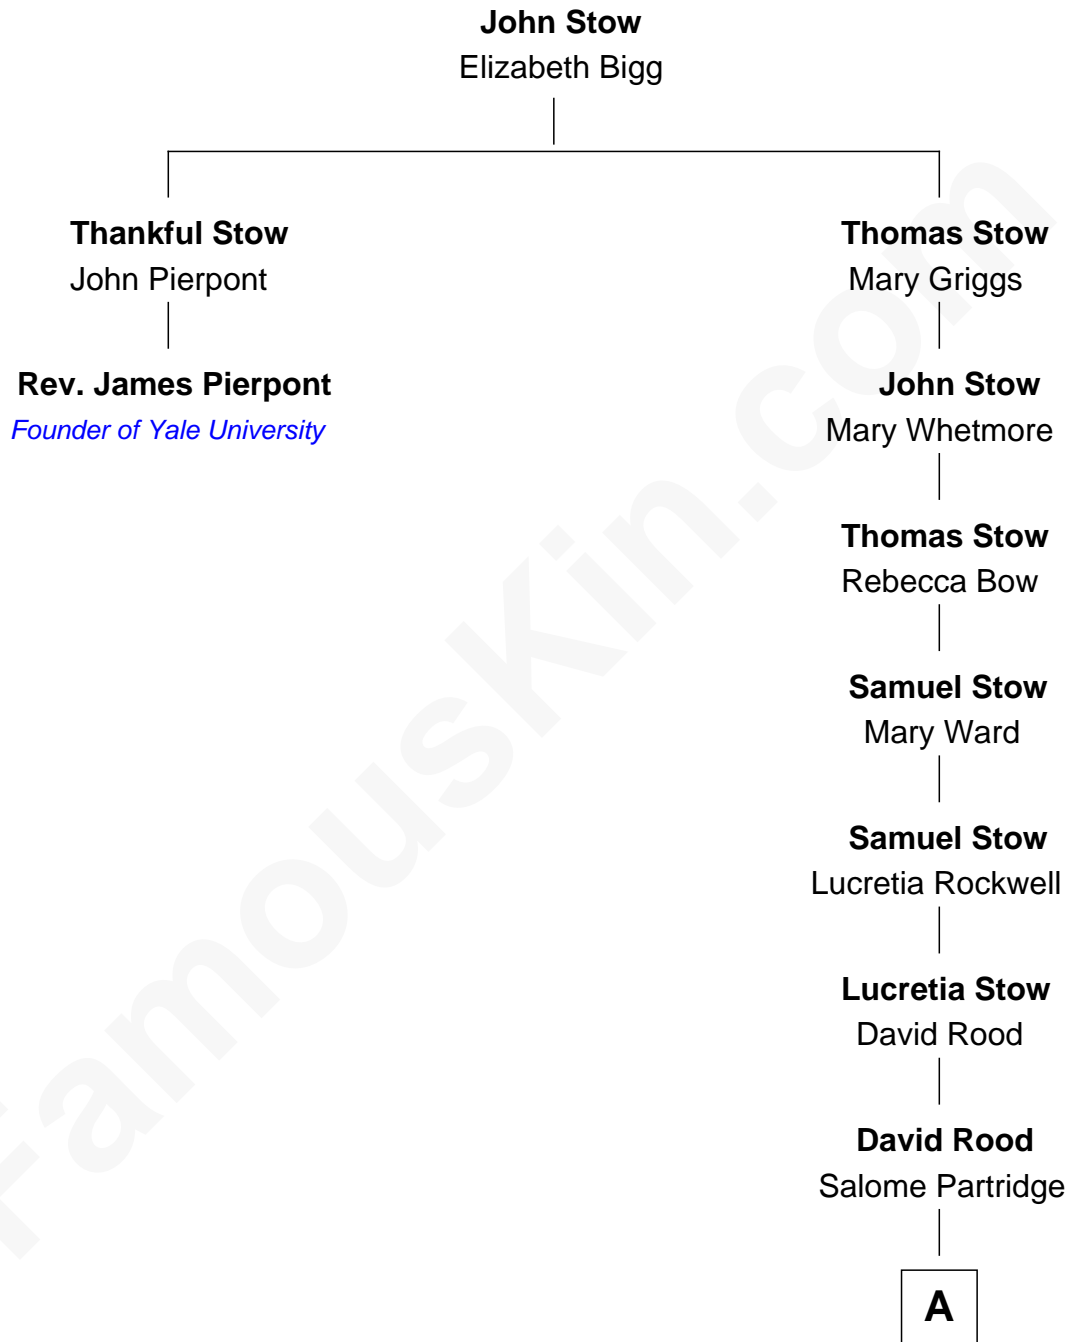 John Stow
Elizabeth Bigg
Thankful Stow
John Pierpont
Rev. James Pierpont
Founder of Yale University
Thomas Stow
Mary Griggs
John Stow
Mary Whetmore
Thomas Stow
Rebecca Bow
Samuel Stow
Mary Ward
Samuel Stow
Lucretia Rockwell
Lucretia Stow
David Rood
David Rood
Salome Partridge
A
FamousKin.com